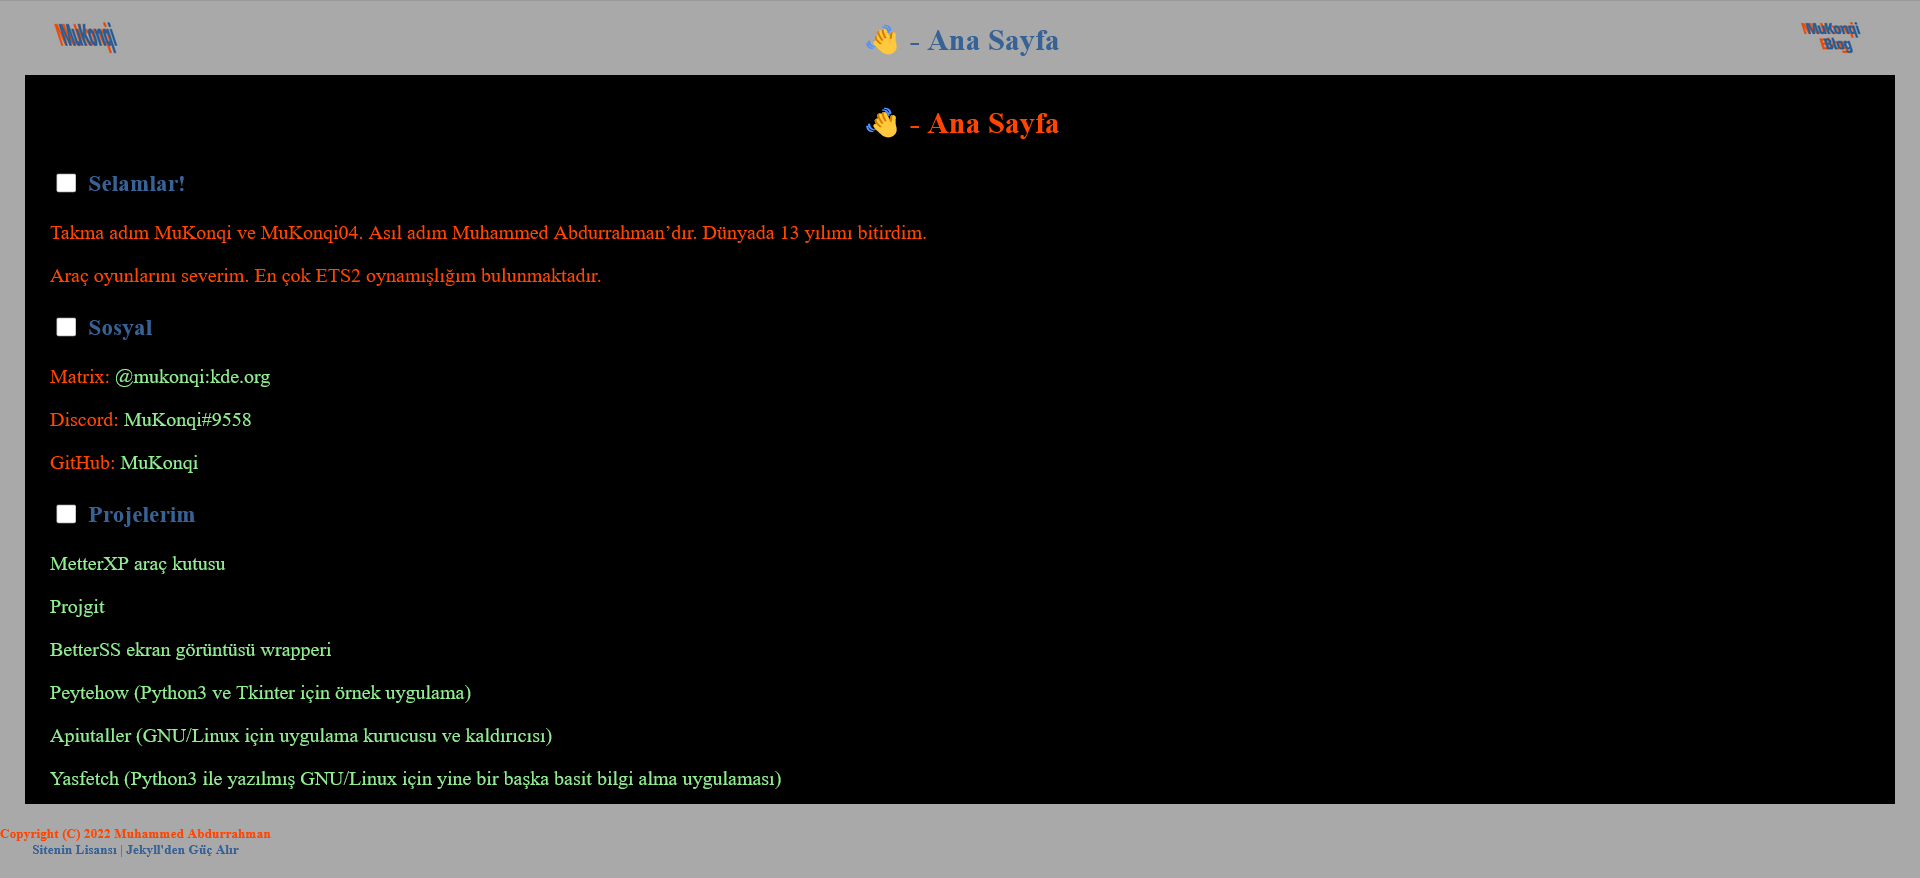 MuKonqi
👋 - Ana Sayfa
MuKonqi
Blog
👋 - Ana Sayfa
Selamlar!
Takma adım MuKonqi ve MuKonqi04. Asıl adım Muhammed Abdurrahman’dır. Dünyada 13 yılımı bitirdim.
Araç oyunlarını severim. En çok ETS2 oynamışlığım bulunmaktadır.
Sosyal
Matrix: @mukonqi:kde.org
Discord: MuKonqi#9558
GitHub: MuKonqi
Projelerim
MetterXP araç kutusu
Projgit
BetterSS ekran görüntüsü wrapperi
Peytehow (Python3 ve Tkinter için örnek uygulama)
Apiutaller (GNU/Linux için uygulama kurucusu ve kaldırıcısı)
Yasfetch (Python3 ile yazılmış GNU/Linux için yine bir başka basit bilgi alma uygulaması)
Copyright (C) 2022 Muhammed Abdurrahman
Sitenin Lisansı | Jekyll'den Güç Alır